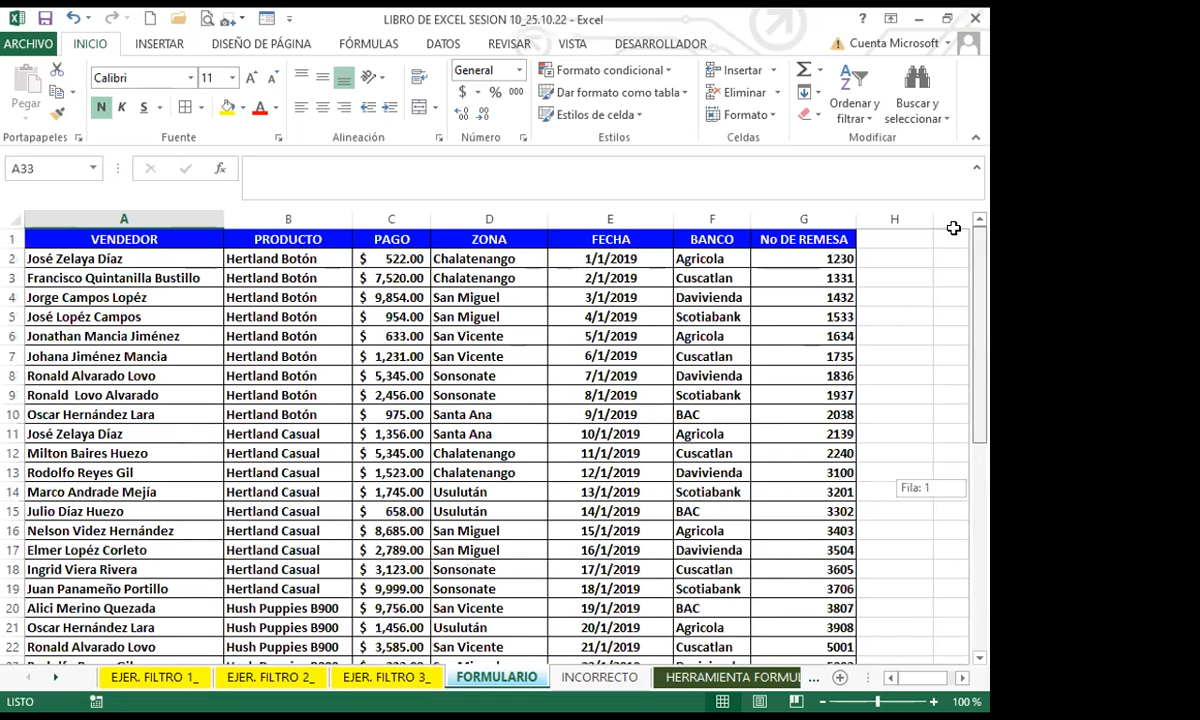 LIBRO DE EXCEL SESION 10_25.10.22 - Excel
ARCHIVO INICIO INSERTAR DISEÑO DE PÁGINA FÓRMULAS DATOS REVISAR VISTA DESARROLLADOR Cuenta Microsoft
Calibri 11 General Formato condicional Insertar
Pegar N K S $ % 000 Dar formato como tabla Eliminar Ordenar y filtrar Buscar y seleccionar
Estilos de celda Formato
Portapapeles Fuente Alineación Número Estilos Celdas Modificar
A33 fx
A B C D E F G H
1 VENDEDOR PRODUCTO PAGO ZONA FECHA BANCO No DE REMESA
2 José Zelaya Díaz Hertland Botón $ 522.00 Chalatenango 1/1/2019 Agricola 1230
3 Francisco Quintanilla Bustillo Hertland Botón $ 7,520.00 Chalatenango 2/1/2019 Cuscatlan 1331
4 Jorge Campos Lopéz Hertland Botón $ 9,854.00 San Miguel 3/1/2019 Davivienda 1432
5 José Lopéz Campos Hertland Botón $ 954.00 San Miguel 4/1/2019 Scotiabank 1533
6 Jonathan Mancia Jiménez Hertland Botón $ 633.00 San Vicente 5/1/2019 Agricola 1634
7 Johana Jiménez Mancia Hertland Botón $ 1,231.00 San Vicente 6/1/2019 Cuscatlan 1735
8 Ronald Alvarado Lovo Hertland Botón $ 5,345.00 Sonsonate 7/1/2019 Davivienda 1836
9 Ronald Lovo Alvarado Hertland Botón $ 2,456.00 Sonsonate 8/1/2019 Scotiabank 1937
10 Oscar Hernández Lara Hertland Botón $ 975.00 Santa Ana 9/1/2019 BAC 2038
11 José Zelaya Díaz Hertland Casual $ 1,356.00 Santa Ana 10/1/2019 Agricola 2139
12 Milton Baires Huezo Hertland Casual $ 5,345.00 Chalatenango 11/1/2019 Cuscatlan 2240
13 Rodolfo Reyes Gil Hertland Casual $ 1,523.00 Chalatenango 12/1/2019 Davivienda 3100
14 Marco Andrade Mejía Hertland Casual $ 1,745.00 Usulután 13/1/2019 Scotiabank 3201 Fila: 1
15 Julio Díaz Huezo Hertland Casual $ 658.00 Usulután 14/1/2019 BAC 3302
16 Nelson Videz Hernández Hertland Casual $ 8,685.00 San Miguel 15/1/2019 Agricola 3403
17 Elmer Lopéz Corleto Hertland Casual $ 2,789.00 San Miguel 16/1/2019 Davivienda 3504
18 Ingrid Viera Rivera Hertland Casual $ 3,123.00 Sonsonate 17/1/2019 Cuscatlan 3605
19 Juan Panameño Portillo Hertland Casual $ 9,999.00 Sonsonate 18/1/2019 Scotiabank 3706
20 Alici Merino Quezada Hush Puppies B900 $ 9,756.00 San Vicente 19/1/2019 BAC 3807
21 Oscar Hernández Lara Hush Puppies B900 $ 1,456.00 Usulután 20/1/2019 Agricola 3908
22 Ronald Alvarado Lovo Hush Puppies B900 $ 3,585.00 San Vicente 21/1/2019 Cuscatlan 5001
EJER. FILTRO 1_ EJER. FILTRO 2_ EJER. FILTRO 3_ FORMULARIO INCORRECTO HERRAMIENTA FORMUL ...
LISTO 100 %